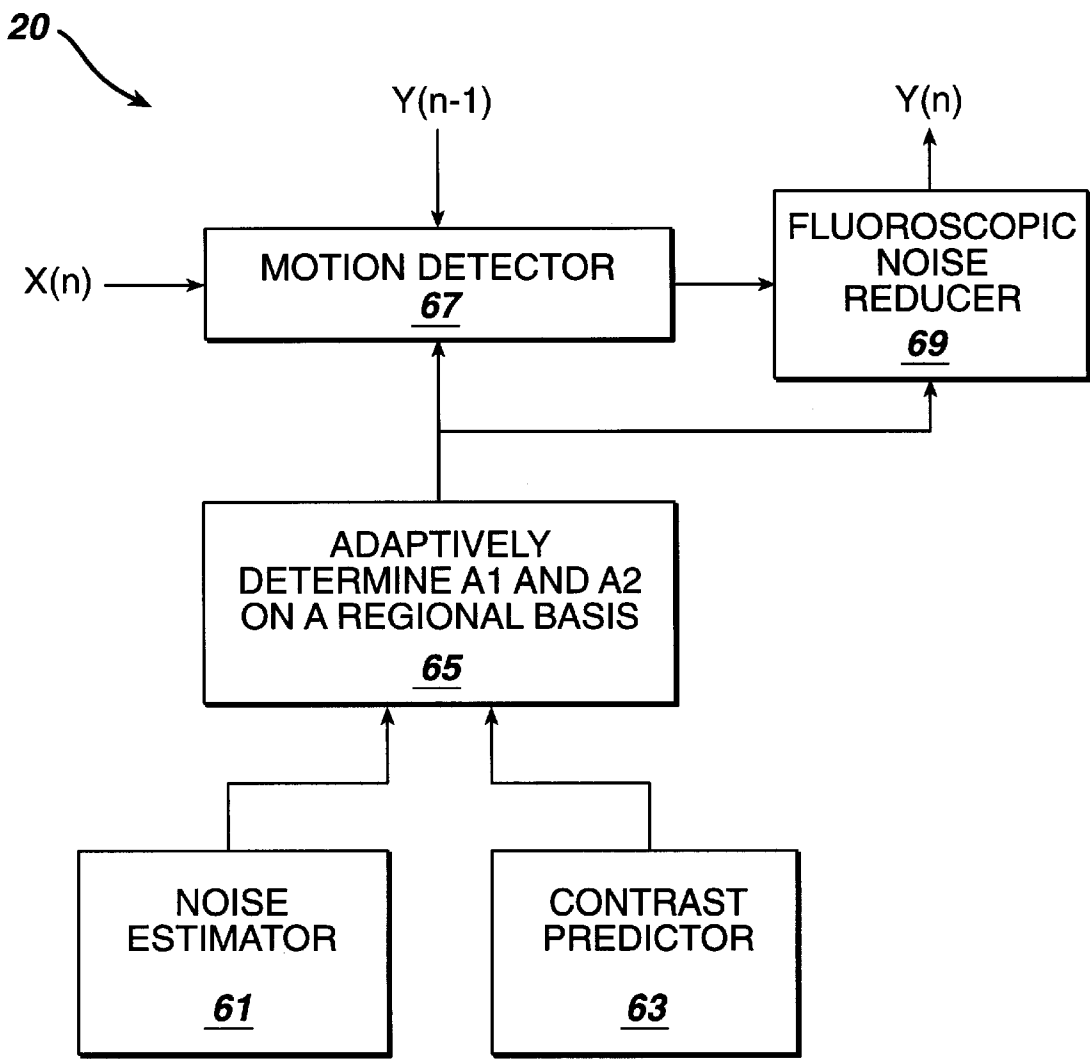 20
Y(n-1)
Y(n)
X(n)
MOTION DETECTOR
67
FLUOROSCOPIC
NOISE
REDUCER
69
ADAPTIVELY
DETERMINE A1 AND A2
ON A REGIONAL BASIS
65
NOISE
ESTIMATOR
61
CONTRAST
PREDICTOR
63